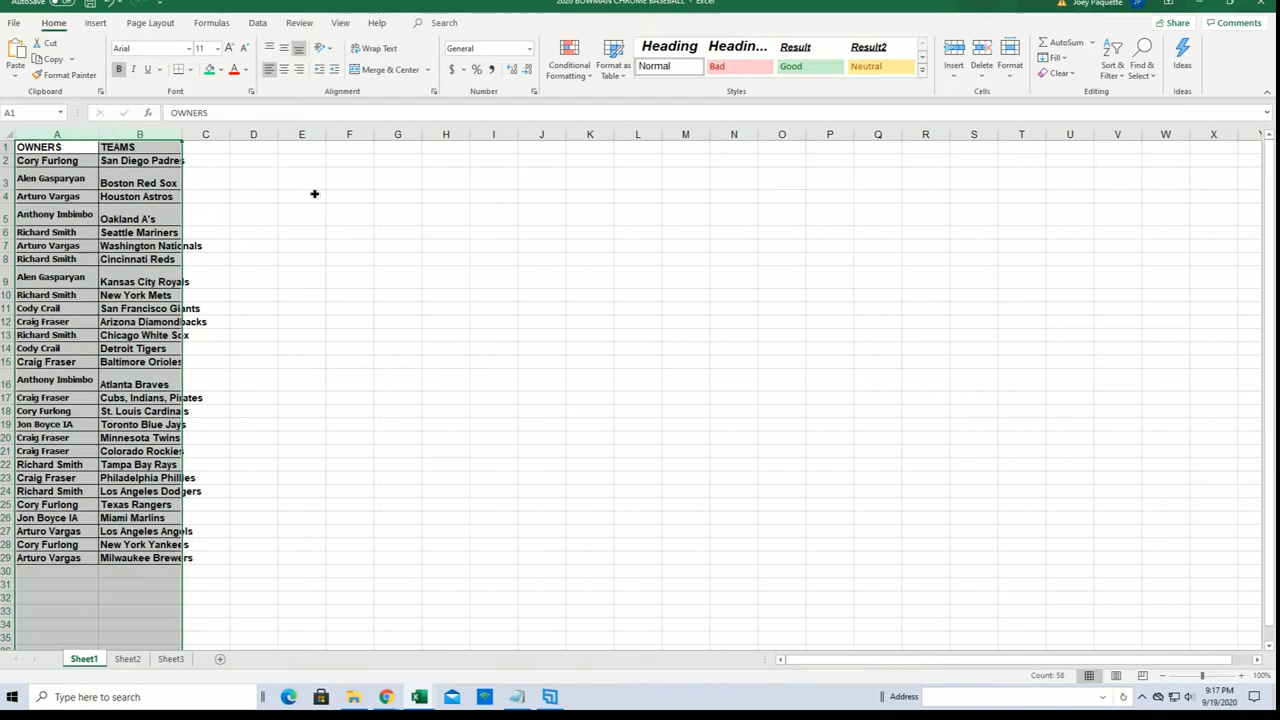 AutoSave Off
2020 BOWMAN CHROME BASEBALL - Excel
Joey Paquette
JP
File Home Insert Page Layout Formulas Data Review View Help Search
Share Comments
Paste
Cut
Copy
Format Painter
Clipboard
Arial 11
B I U
Font
Wrap Text
Merge & Center
Alignment
General
$ % ,
Number
Conditional Formatting
Format as Table
Heading Headin... Result Result2
Normal Bad Good Neutral
Styles
Insert Delete Format
Cells
AutoSum
Fill
Clear
Sort & Filter
Find & Select
Editing
Ideas
Ideas
A1 fx OWNERS
A B C D E F G H I J K L M N O P Q R S T U V W X
1 OWNERS TEAMS
2 Cory Furlong San Diego Padres
3 Alen Gasparyan Boston Red Sox
4 Arturo Vargas Houston Astros
5 Anthony Imbimbo Oakland A's
6 Richard Smith Seattle Mariners
7 Arturo Vargas Washington Nationals
8 Richard Smith Cincinnati Reds
9 Alen Gasparyan Kansas City Royals
10 Richard Smith New York Mets
11 Cody Crail San Francisco Giants
12 Craig Fraser Arizona Diamondbacks
13 Richard Smith Chicago White Sox
14 Cody Crail Detroit Tigers
15 Craig Fraser Baltimore Orioles
16 Anthony Imbimbo Atlanta Braves
17 Craig Fraser Cubs, Indians, Pirates
18 Cory Furlong St. Louis Cardinals
19 Jon Boyce IA Toronto Blue Jays
20 Craig Fraser Minnesota Twins
21 Craig Fraser Colorado Rockies
22 Richard Smith Tampa Bay Rays
23 Craig Fraser Philadelphia Phillies
24 Richard Smith Los Angeles Dodgers
25 Cory Furlong Texas Rangers
26 Jon Boyce IA Miami Marlins
27 Arturo Vargas Los Angeles Angels
28 Cory Furlong New York Yankees
29 Arturo Vargas Milwaukee Brewers
30
31
32
33
34
35
Sheet1 Sheet2 Sheet3
Count: 58
100%
Type here to search
Address
9:17 PM
9/19/2020